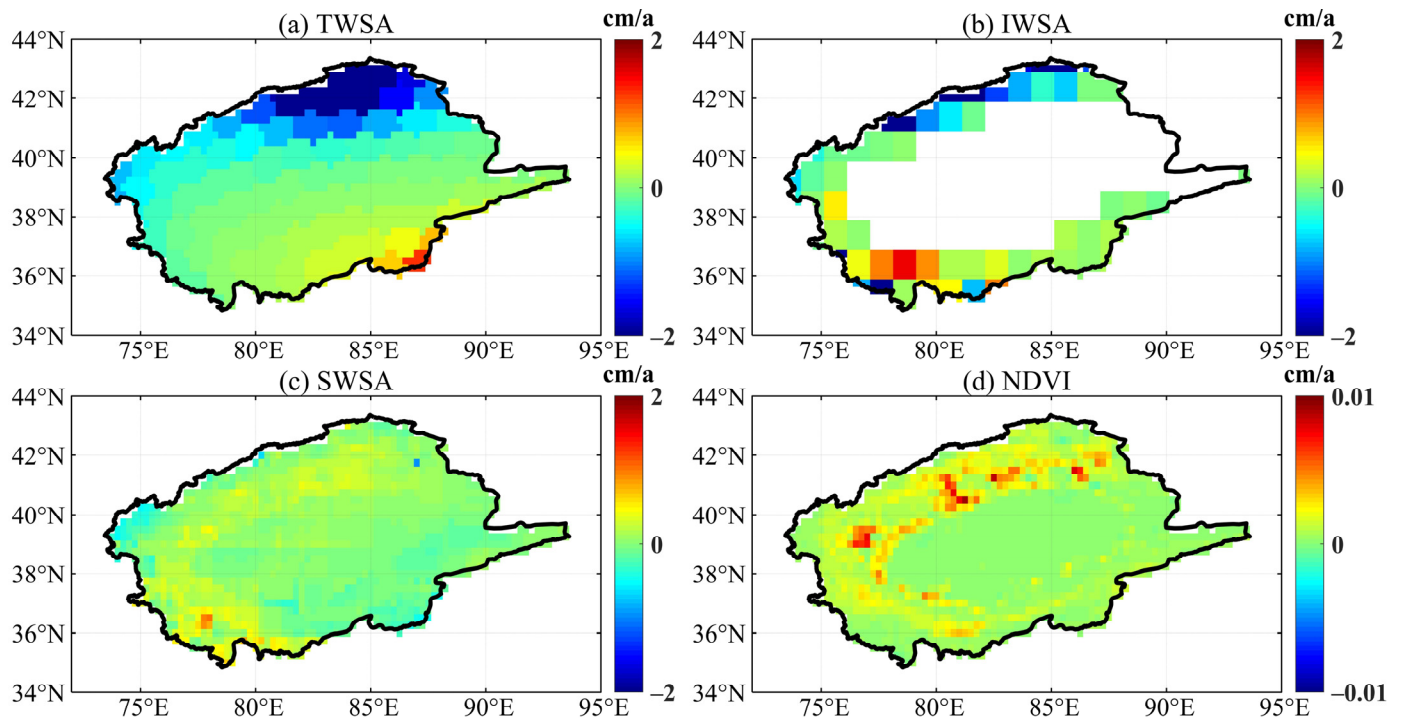 (a) TWSA
cm/a
44°N
42°N
40°N
38°N
36°N
34°N
75°E
80°E
85°E
90°E
95°E
2
0
−2
(b) IWSA
cm/a
44°N
42°N
40°N
38°N
36°N
34°N
75°E
80°E
85°E
90°E
95°E
2
0
−2
(c) SWSA
cm/a
44°N
42°N
40°N
38°N
36°N
34°N
75°E
80°E
85°E
90°E
95°E
2
0
−2
(d) NDVI
cm/a
44°N
42°N
40°N
38°N
36°N
34°N
75°E
80°E
85°E
90°E
95°E
0.01
0
−0.01